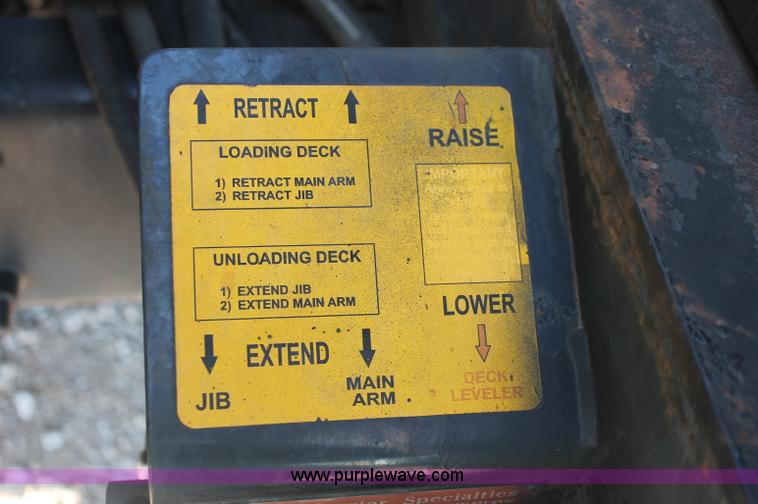 RETRACT
LOADING DECK
1) RETRACT MAIN ARM
2) RETRACT JIB
UNLOADING DECK
1) EXTEND JIB
2) EXTEND MAIN ARM
EXTEND
JIB
MAIN
ARM
RAISE
IMPORTANT
LOWER
DECK
LEVELER
www.purplewave.com
Specialties